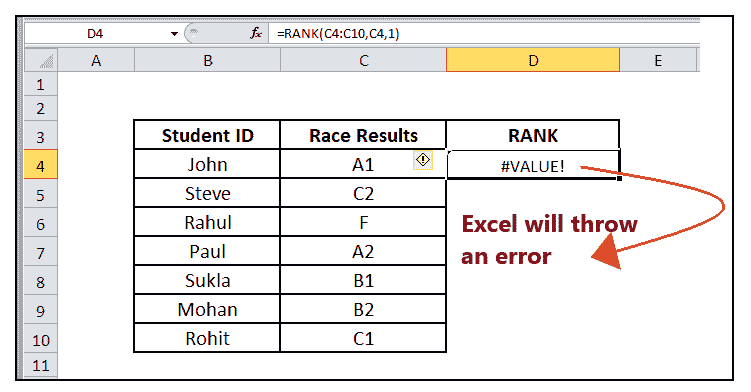 D4 fx =RANK(C4:C10,C4,1)
A B C D E
1
2
3 Student ID Race Results RANK
4 John A1 #VALUE!
5 Steve C2
6 Rahul F
Excel will throw
7 Paul A2
an error
8 Sukla B1
9 Mohan B2
10 Rohit C1
11